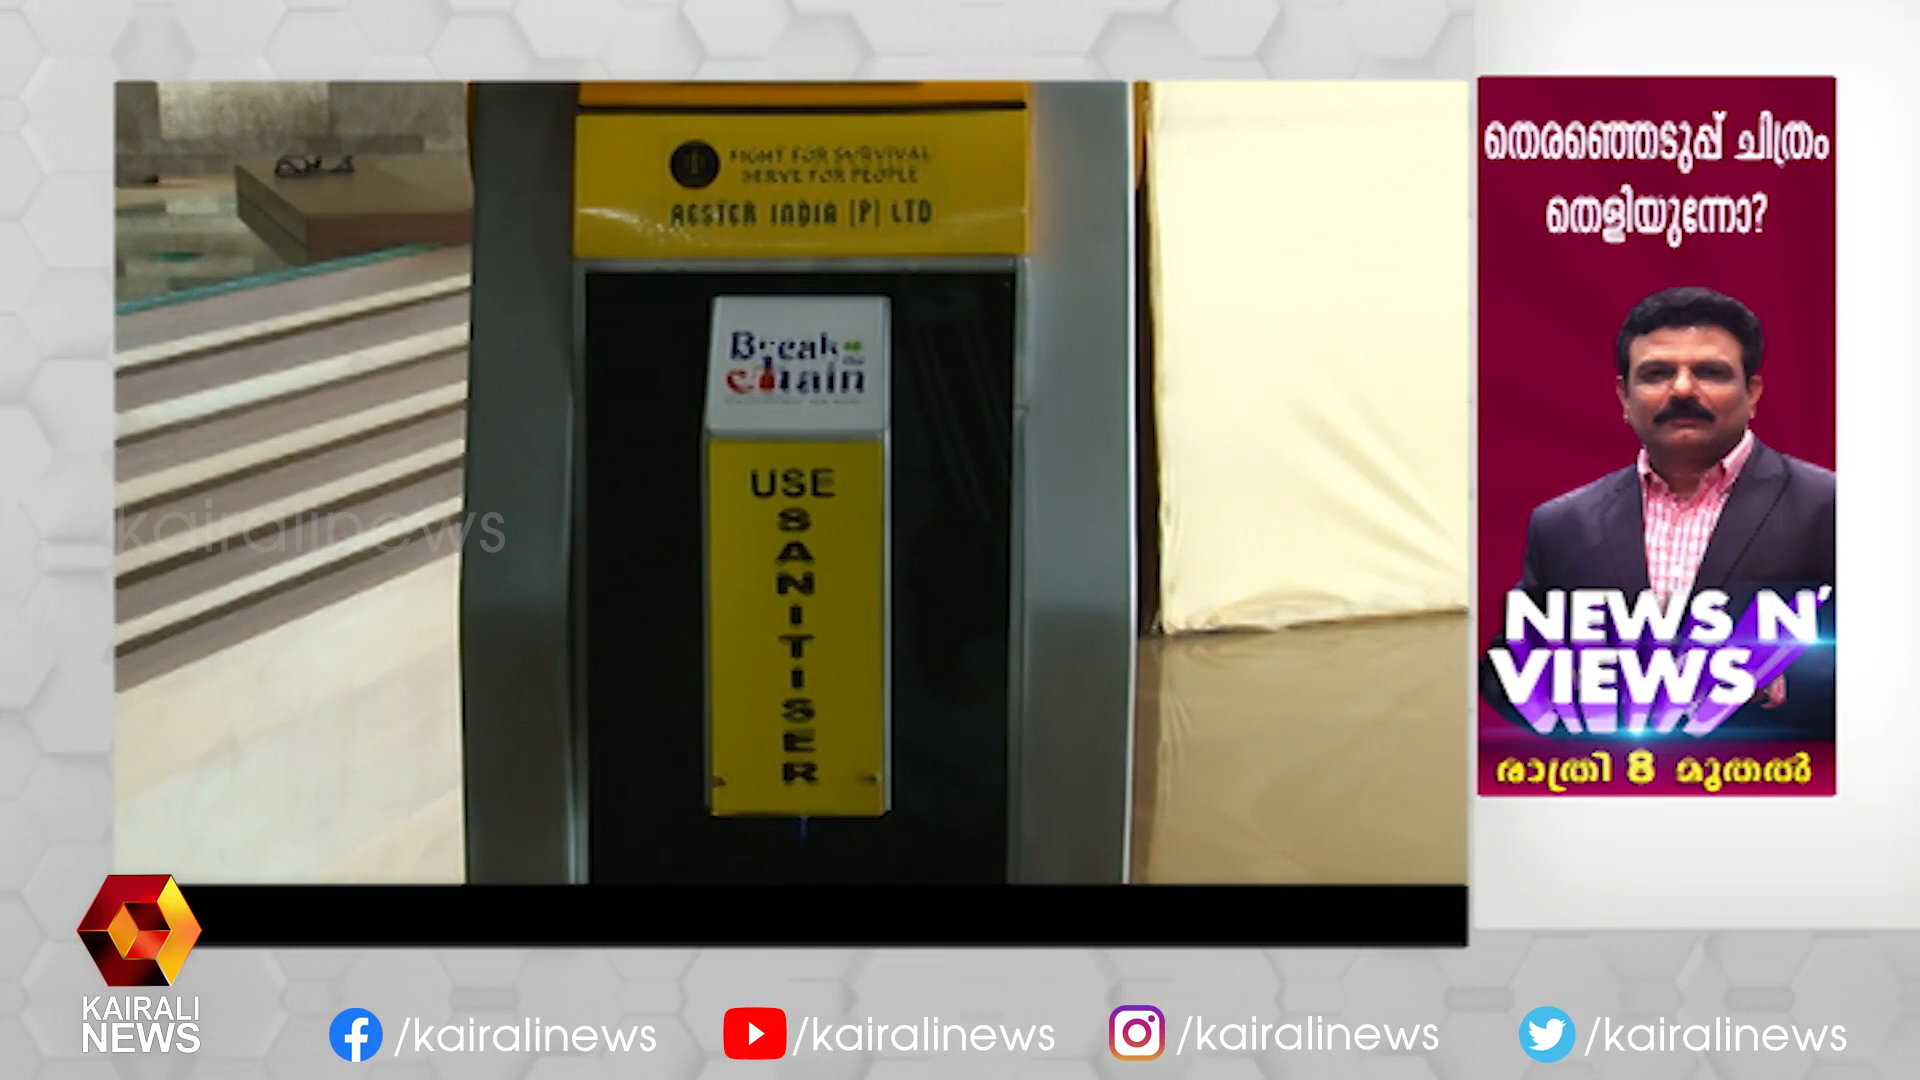 FIGHT FOR SURVIVAL
SERVE FOR PEOPLE
AESTER INDIA (P) LTD
Break the
chain
USE
SANITISER
kairalinews
തെരഞ്ഞെടുപ്പ് ചിത്രം
തെളിയുന്നോ?
NEWS N'
VIEWS
രാത്രി 8 മുതൽ
KAIRALI
NEWS
/kairalinews
/kairalinews
/kairalinews
/kairalinews